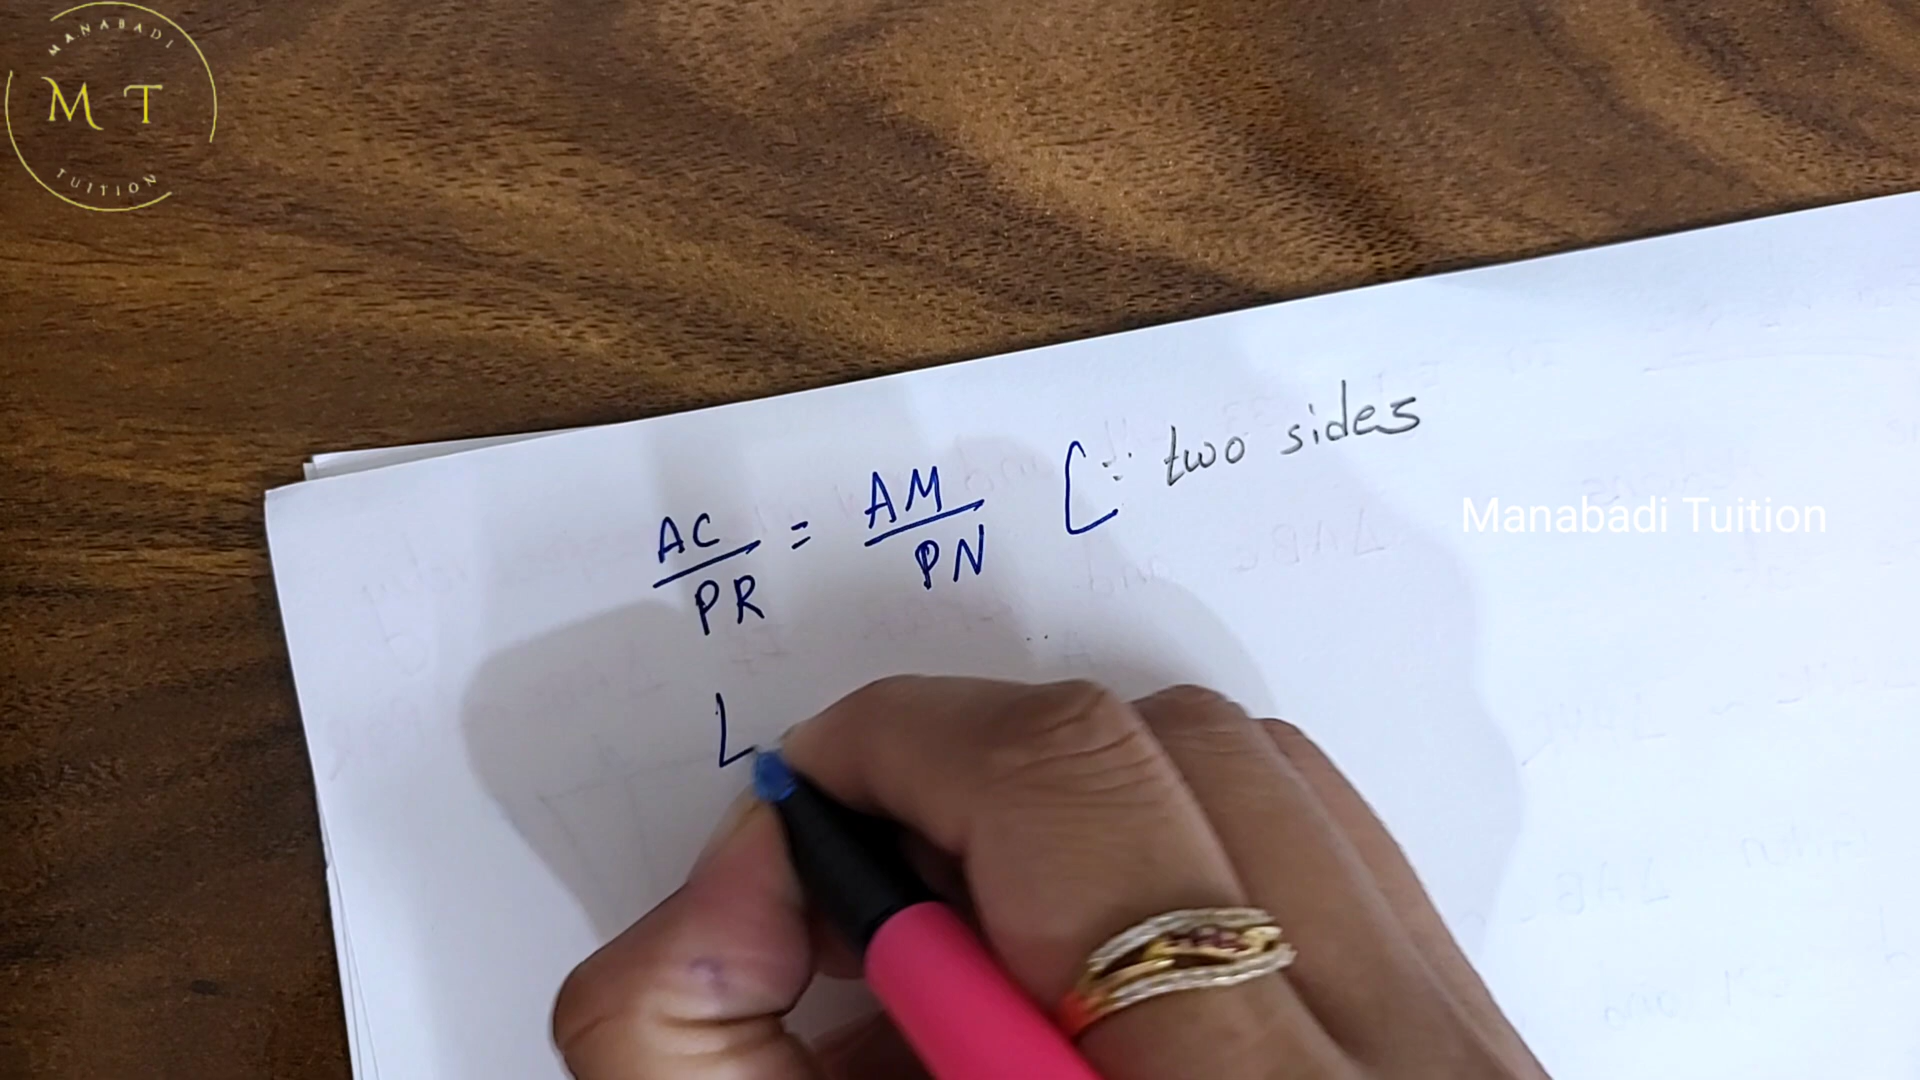 MANABADI
M T
TUITION
AC/PR = AM/PN [∵ two sides
Manabadi Tuition
L